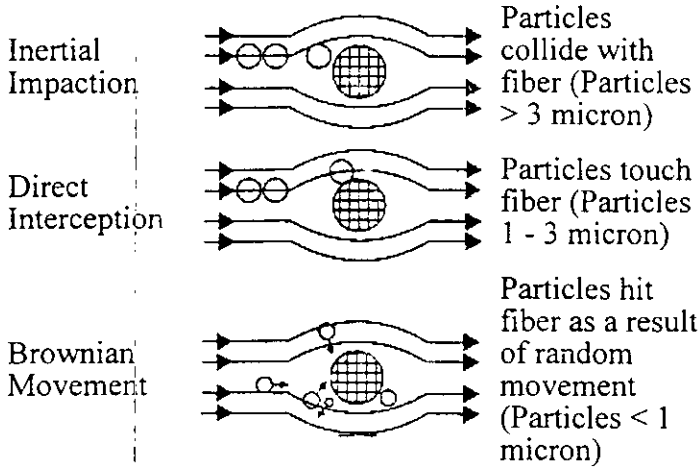 Inertial
Impaction
Particles
collide with
fiber (Particles
> 3 micron)
Direct
Interception
Particles touch
fiber (Particles
1 - 3 micron)
Brownian
Movement
Particles hit
fiber as a result
of random
movement
(Particles < 1
micron)